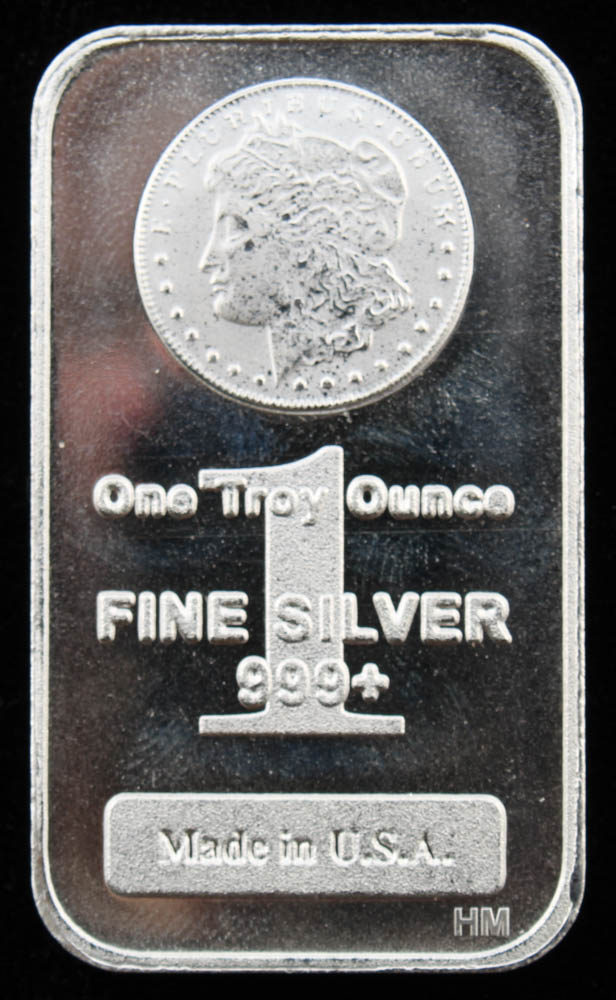 E·PLURIBUS·UNUM
1
One Troy Ounce
FINE SILVER
999+
Made in U.S.A.
HM